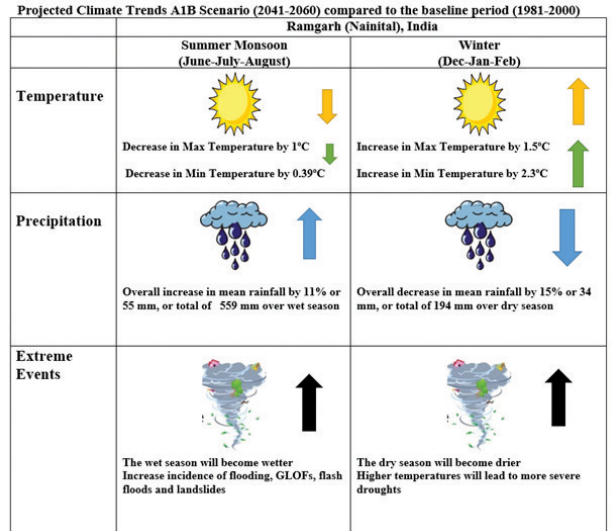 Projected Climate Trends A1B Scenario (2041-2060) compared to the baseline period (1981-2000)
Ramgarh (Nainital), India
Summer Monsoon
(June-July-August)
Winter
(Dec-Jan-Feb)
Temperature
Decrease in Max Temperature by 1°C
Decrease in Min Temperature by 0.39°C
Increase in Max Temperature by 1.5°C
Increase in Min Temperature by 2.3°C
Precipitation
Overall increase in mean rainfall by 11% or
55 mm, or total of 559 mm over wet season
Overall decrease in mean rainfall by 15% or 34
mm, or total of 194 mm over dry season
Extreme
Events
The wet season will become wetter
Increase incidence of flooding, GLOFs, flash
floods and landslides
The dry season will become drier
Higher temperatures will lead to more severe
droughts